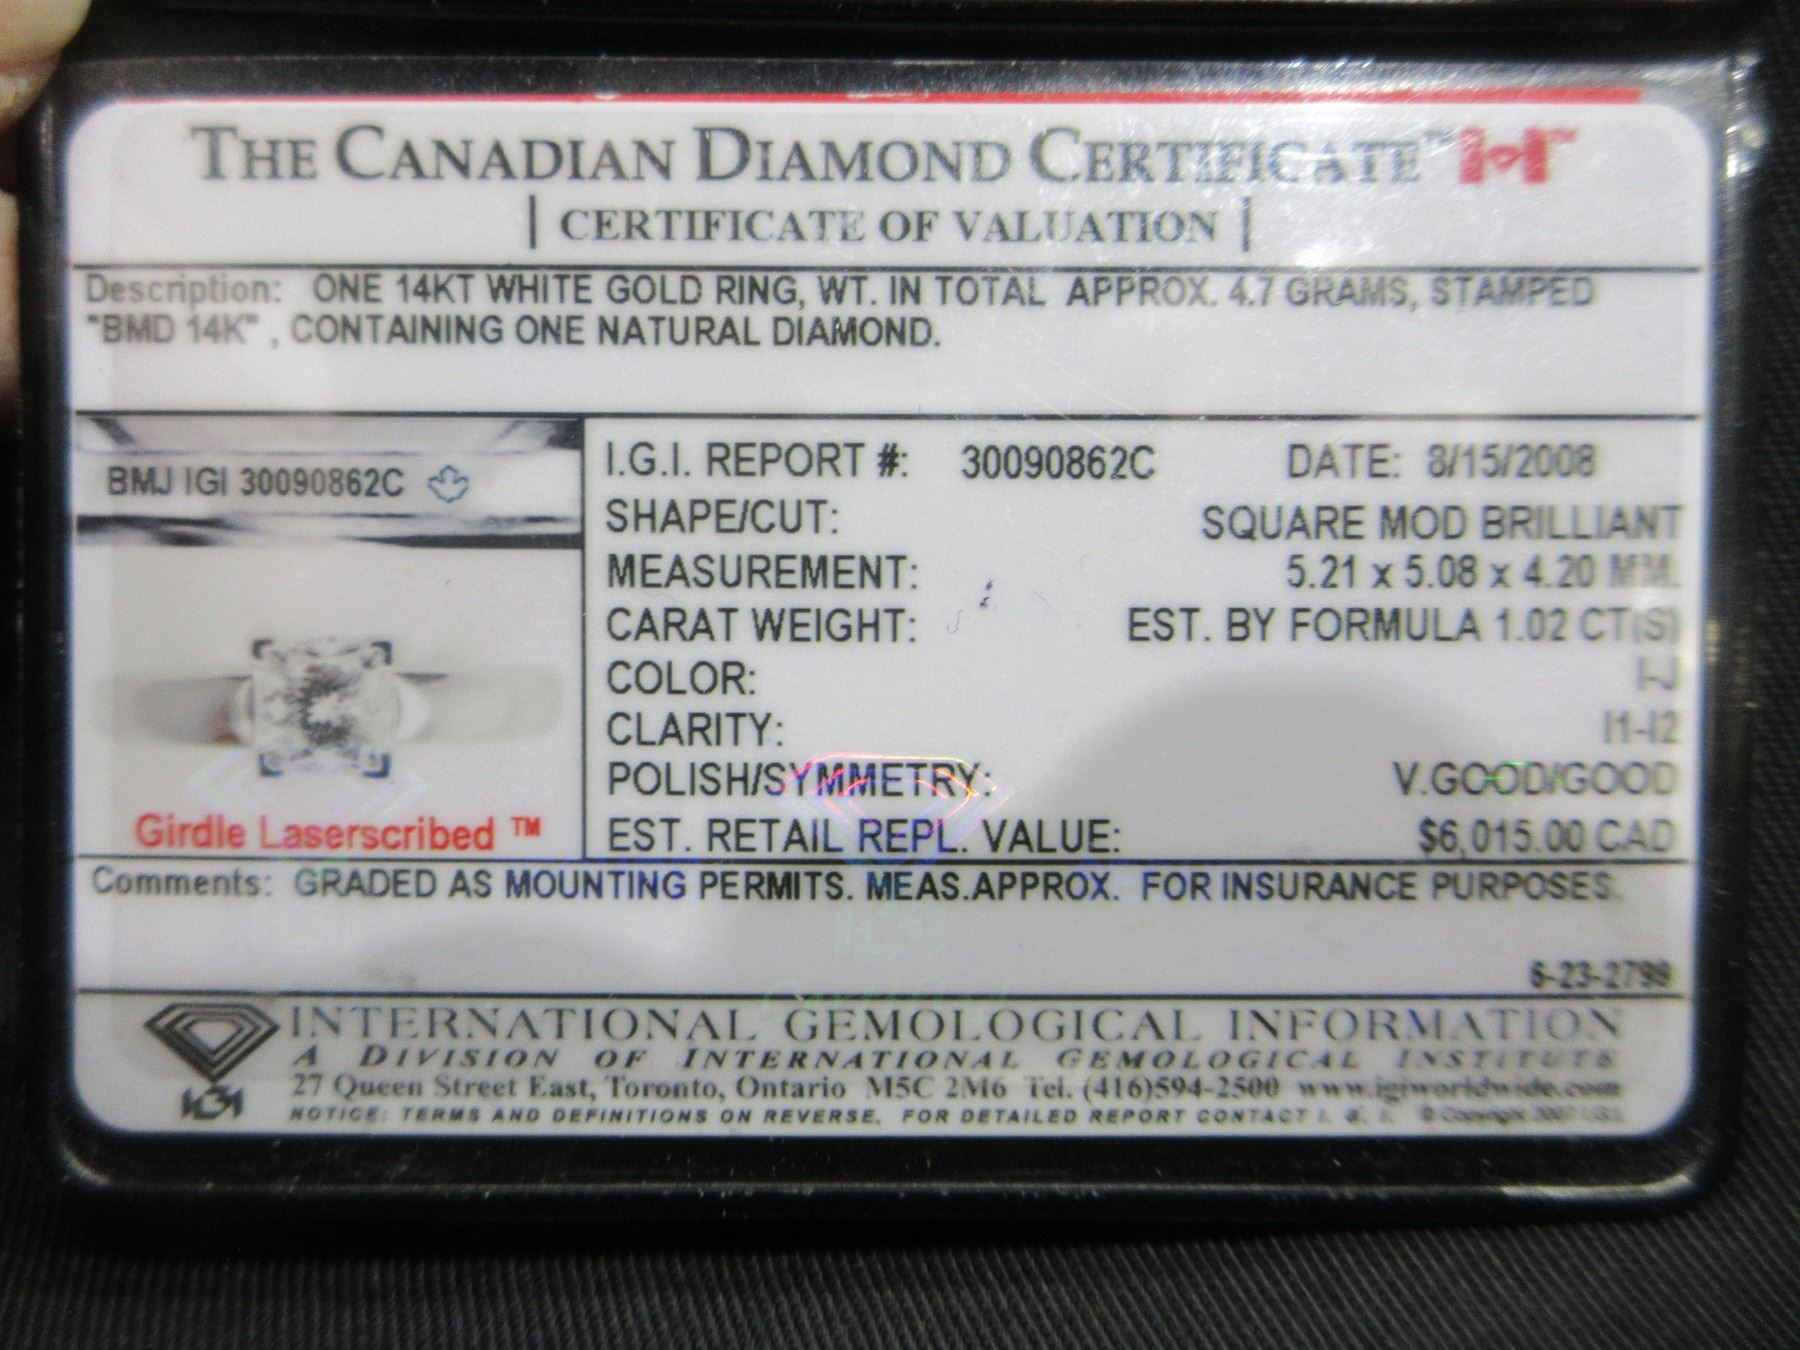 THE CANADIAN DIAMOND CERTIFICATE™
CERTIFICATE OF VALUATION
Description: ONE 14KT WHITE GOLD RING, WT. IN TOTAL APPROX. 4.7 GRAMS, STAMPED
"BMD 14K", CONTAINING ONE NATURAL DIAMOND.
BMJ IGI 30090862C
Girdle Laserscribed ™
I.G.I. REPORT #: 30090862C DATE: 8/15/2008
SHAPE/CUT: SQUARE MOD BRILLIANT
MEASUREMENT: 5.21 x 5.08 x 4.20 MM.
CARAT WEIGHT: EST. BY FORMULA 1.02 CT(S)
COLOR: I-J
CLARITY: I1-I2
POLISH/SYMMETRY: V.GOOD/GOOD
EST. RETAIL REPL. VALUE: $6,015.00 CAD
Comments: GRADED AS MOUNTING PERMITS. MEAS.APPROX. FOR INSURANCE PURPOSES.
6-23-2799
IGI
INTERNATIONAL GEMOLOGICAL INFORMATION
A DIVISION OF INTERNATIONAL GEMOLOGICAL INSTITUTE
27 Queen Street East, Toronto, Ontario M5C 2M6 Tel. (416)594-2500 www.igiworldwide.com
NOTICE: TERMS AND DEFINITIONS ON REVERSE. FOR DETAILED REPORT CONTACT I. G. I. © Copyright 2007 I.G.I.